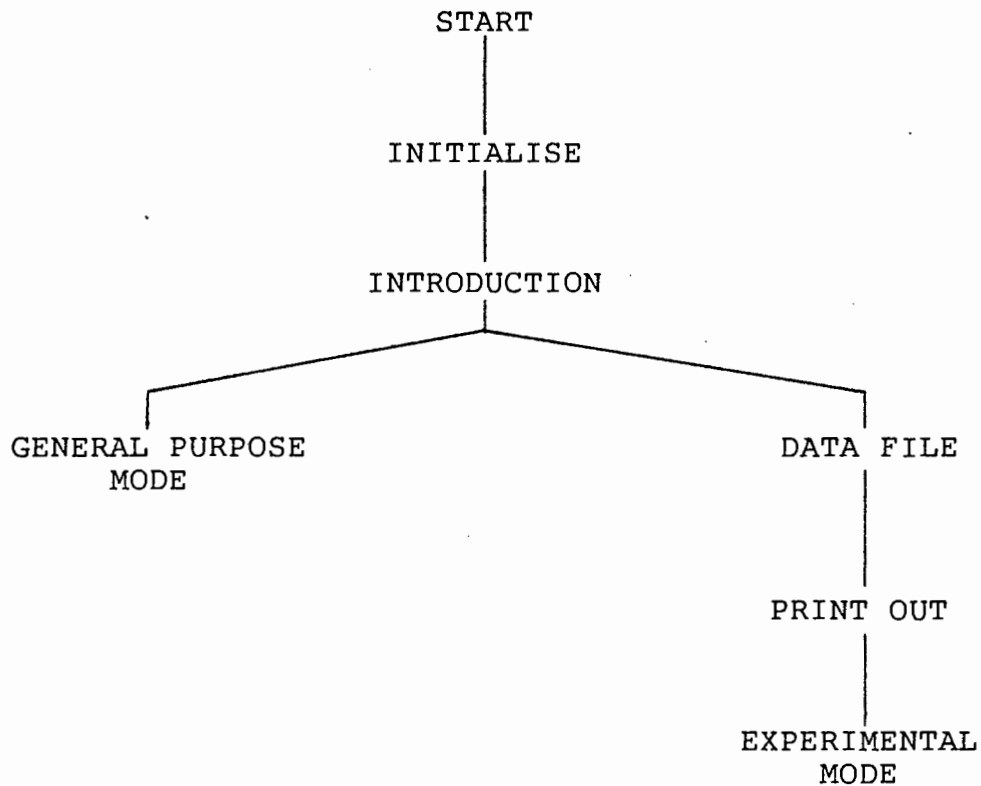 START
INITIALISE
INTRODUCTION
GENERAL PURPOSE
MODE
DATA FILE
PRINT OUT
EXPERIMENTAL
MODE